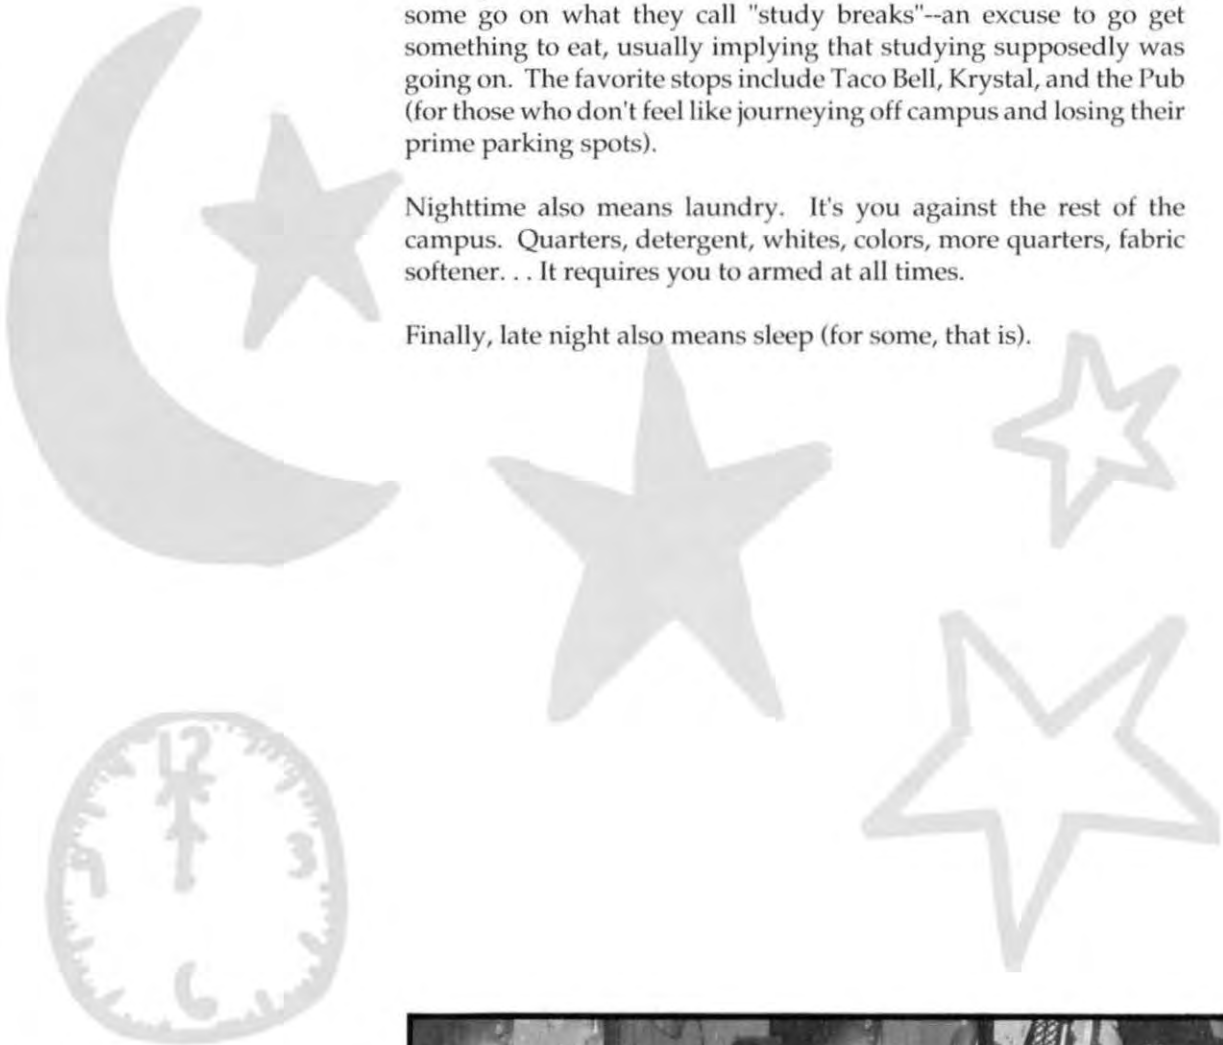 some go on what they call "study breaks"--an excuse to go get
something to eat, usually implying that studying supposedly was
going on. The favorite stops include Taco Bell, Krystal, and the Pub
(for those who don't feel like journeying off campus and losing their
prime parking spots).
Nighttime also means laundry. It's you against the rest of the
campus. Quarters, detergent, whites, colors, more quarters, fabric
softener. . . It requires you to armed at all times.
Finally, late night also means sleep (for some, that is).
12
9 3
6